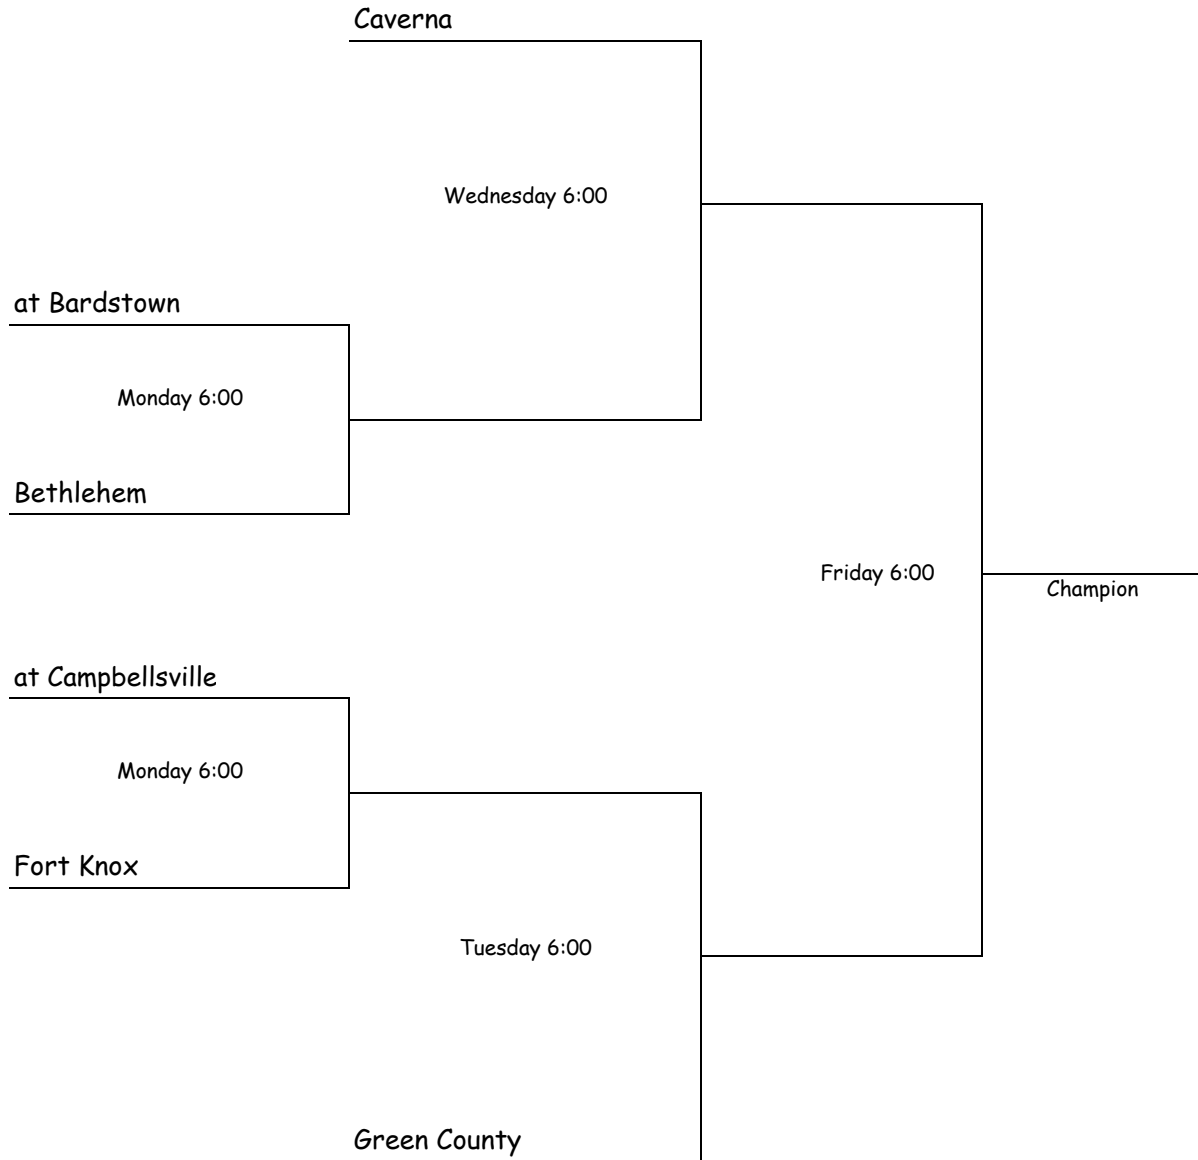 Caverna
Wednesday 6:00
at Bardstown
Monday 6:00
Bethlehem
Friday 6:00
Champion
at Campbellsville
Monday 6:00
Fort Knox
Tuesday 6:00
Green County